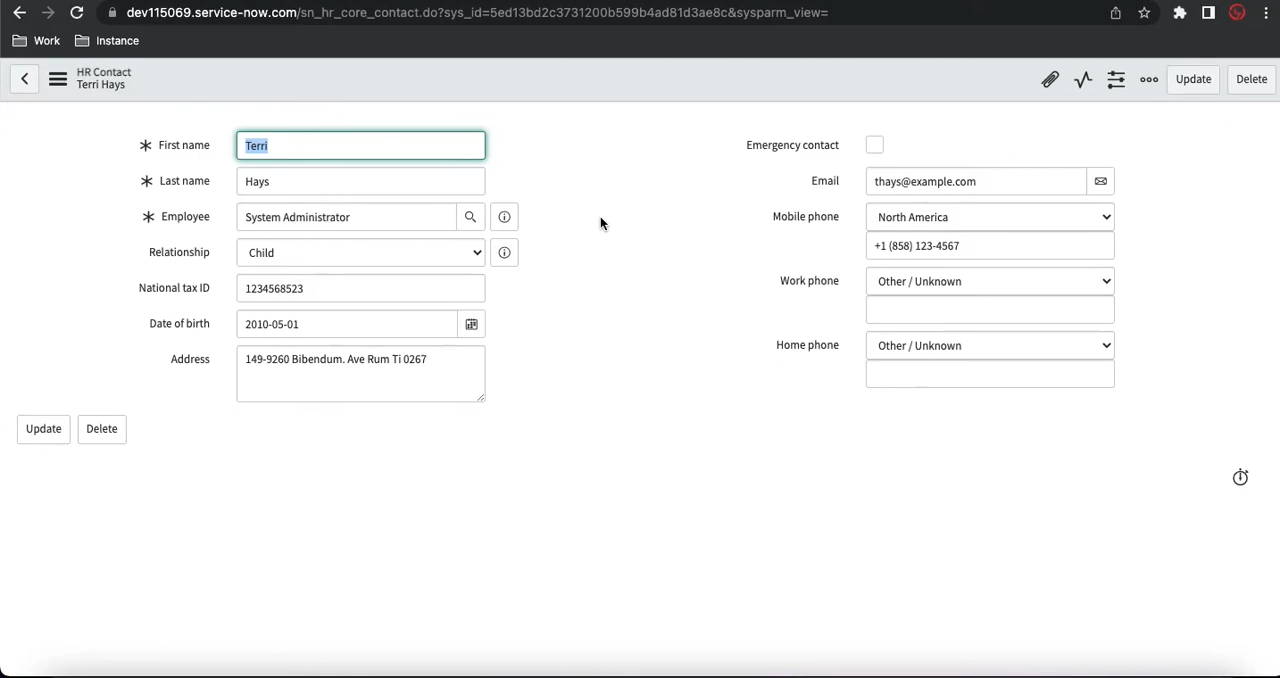 dev115069.service-now.com/sn_hr_core_contact.do?sys_id=5ed13bd2c3731200b599b4ad81d3ae8c&sysparm_view=
Work Instance
HR Contact
Terri Hays
Update Delete
First name Terri
Last name Hays
Employee System Administrator
Relationship Child
National tax ID 1234568523
Date of birth 2010-05-01
Address 149-9260 Bibendum. Ave Rum Ti 0267
Emergency contact
Email thays@example.com
Mobile phone North America
+1 (858) 123-4567
Work phone Other / Unknown
Home phone Other / Unknown
Update Delete